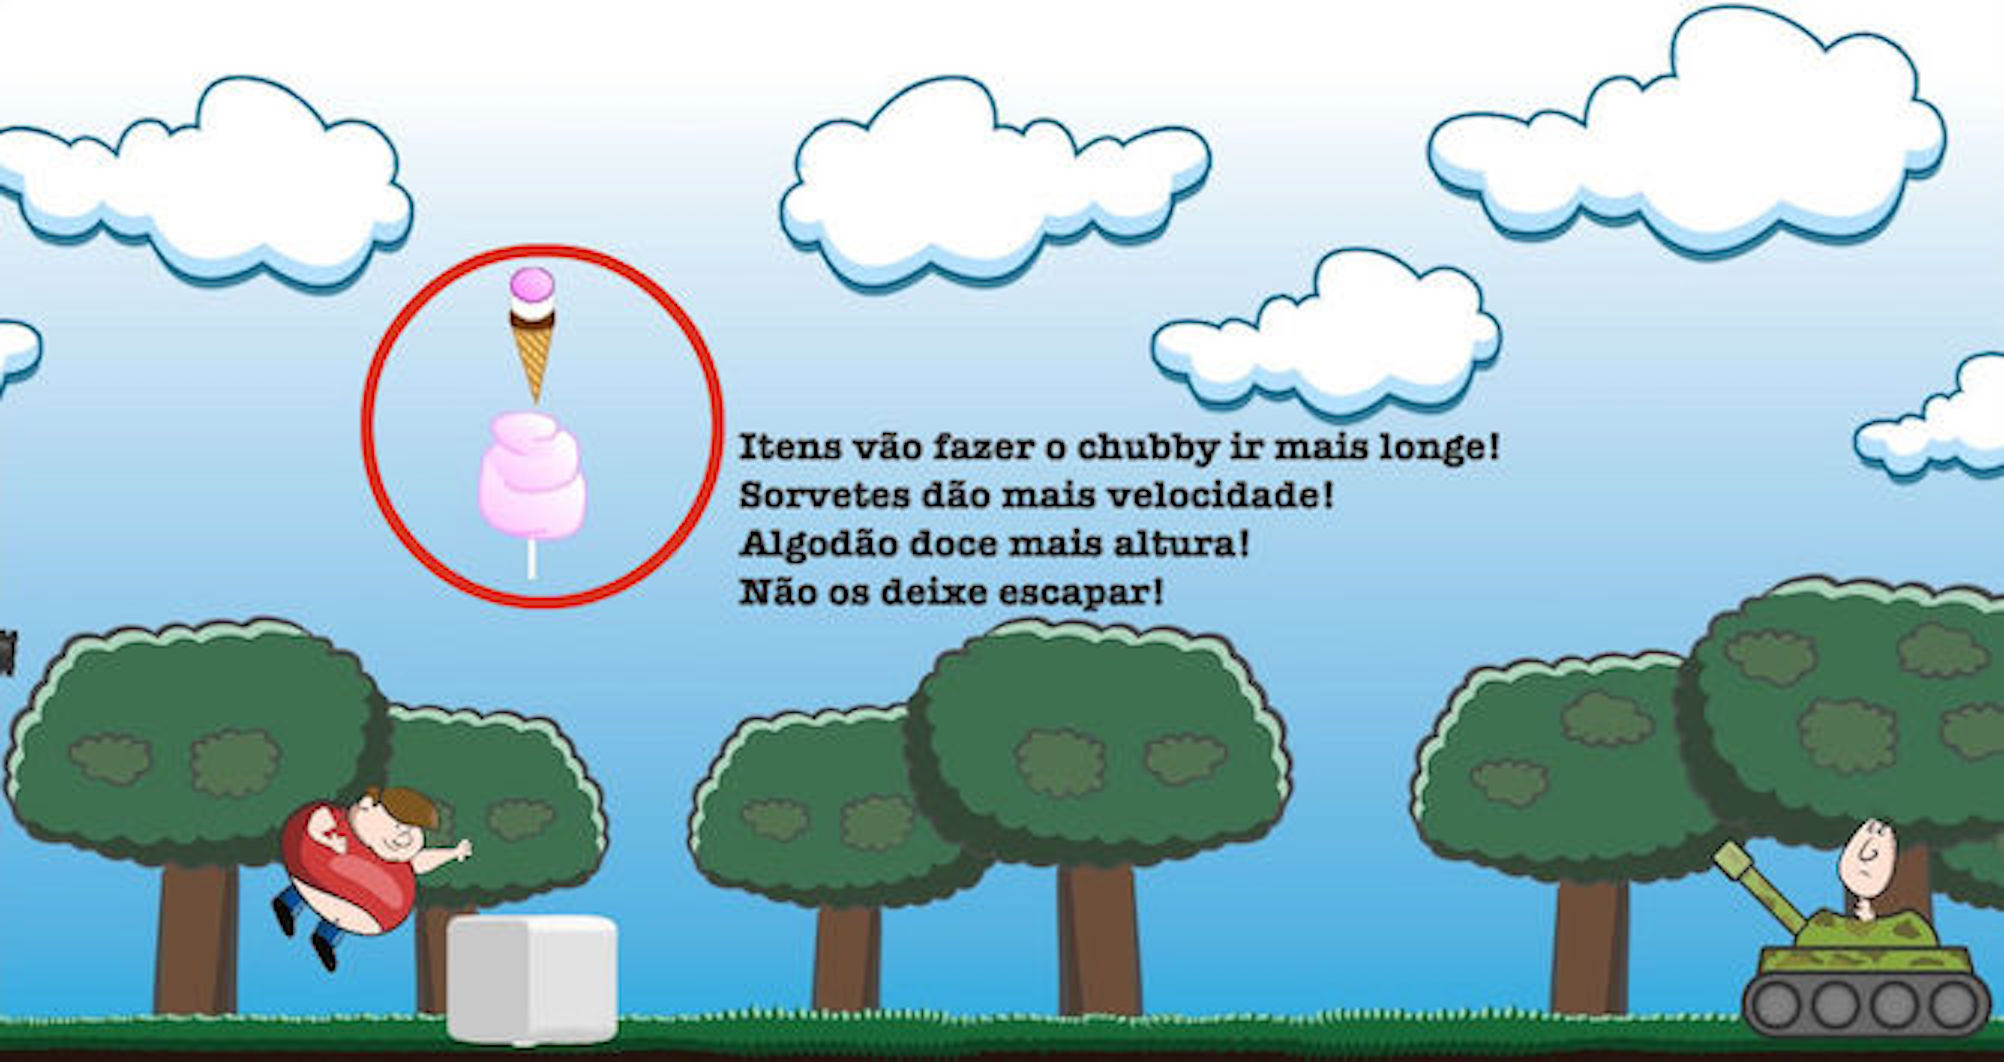 Itens vão fazer o chubby ir mais longe!
Sorvetes dão mais velocidade!
Algodão doce mais altura!
Não os deixe escapar!